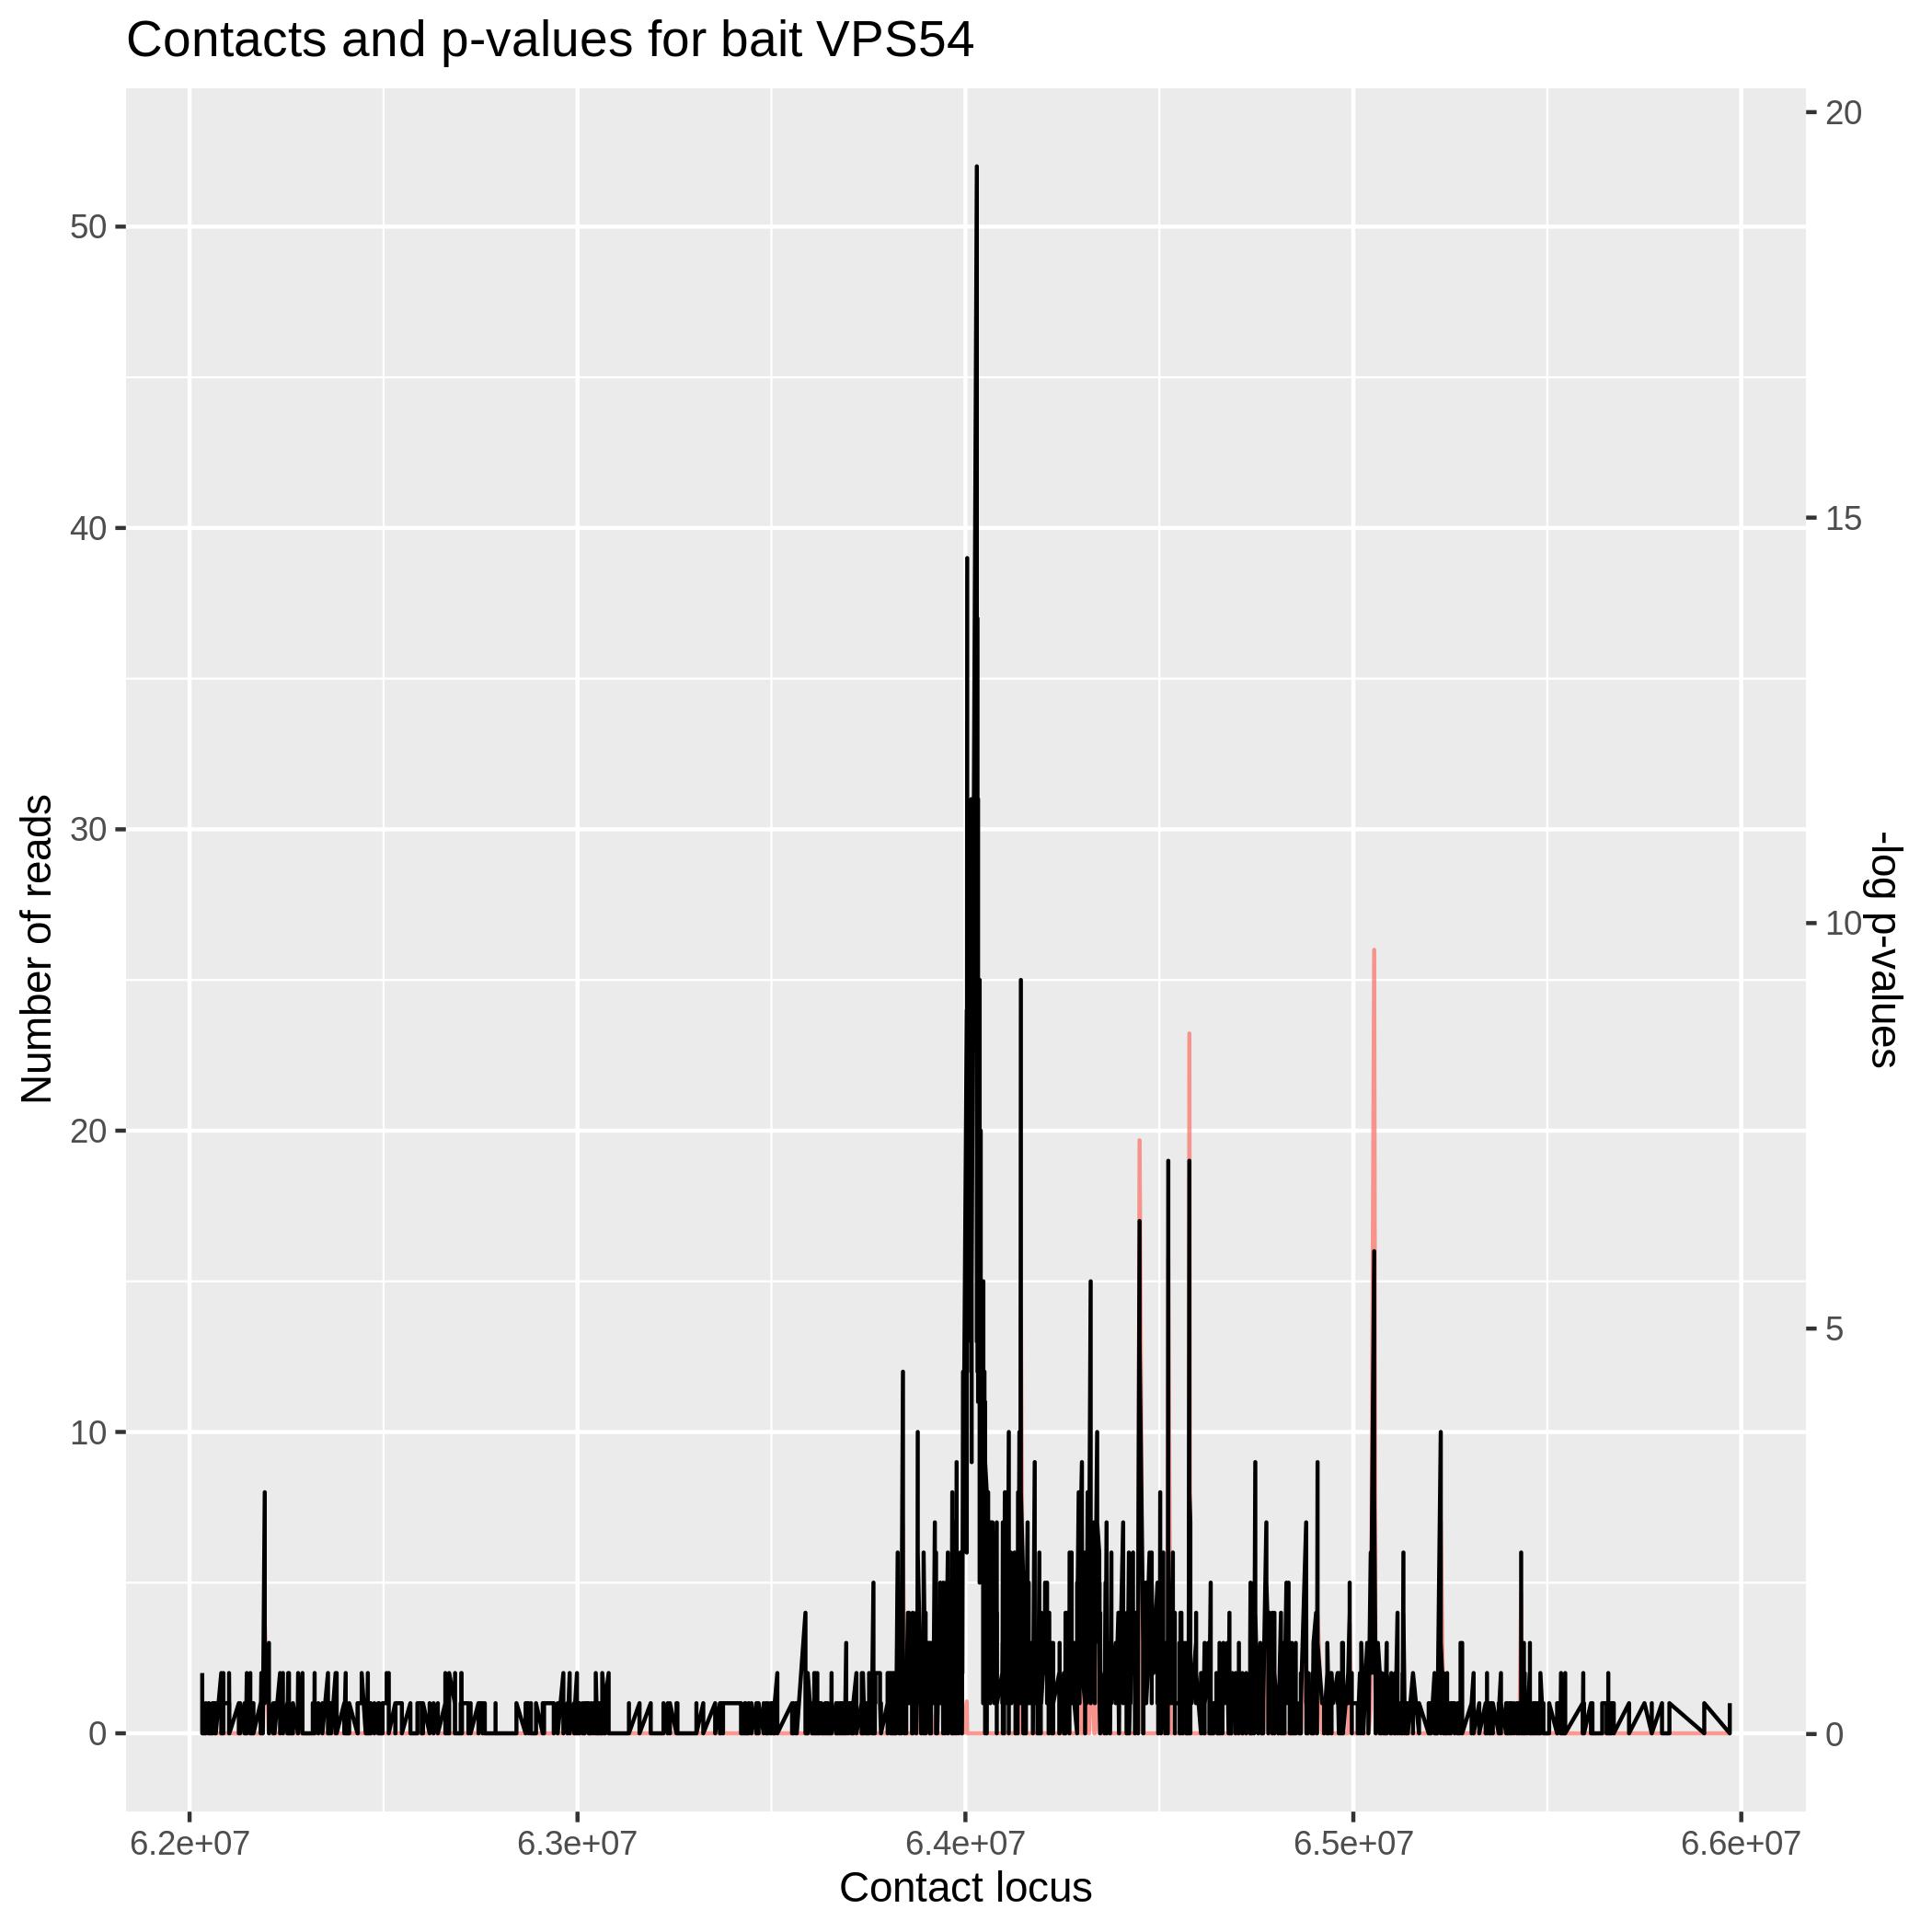 Contacts and p-values for bait VPS54
50
40
30
20
10
0
Number of reads
20
15
10
5
0
-log p-values
6.2e+07 6.3e+07 6.4e+07 6.5e+07 6.6e+07
Contact locus